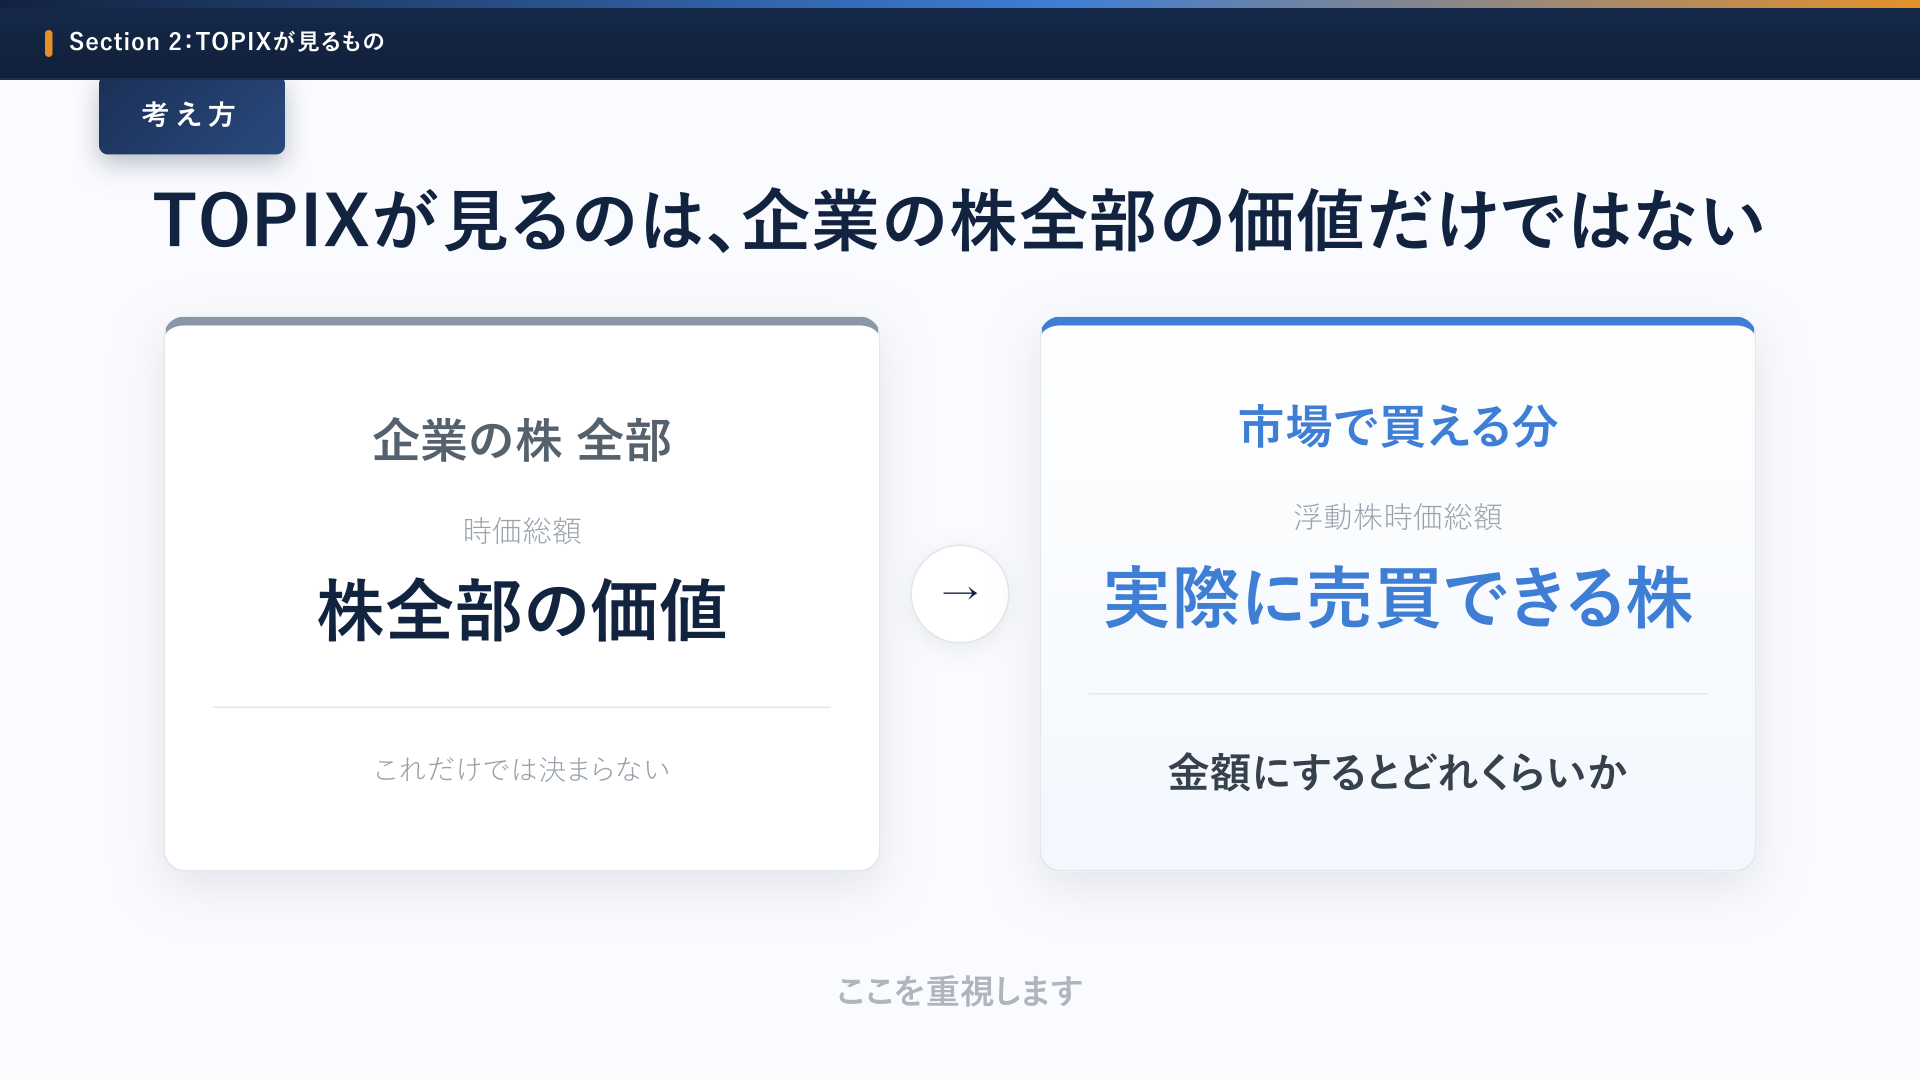 Section 2：TOPIXが見るもの
考え方
TOPIXが見るのは、企業の株全部の価値だけではない
企業の株 全部
時価総額
株全部の価値
これだけでは決まらない
→
市場で買える分
浮動株時価総額
実際に売買できる株
金額にするとどれくらいか
ここを重視します